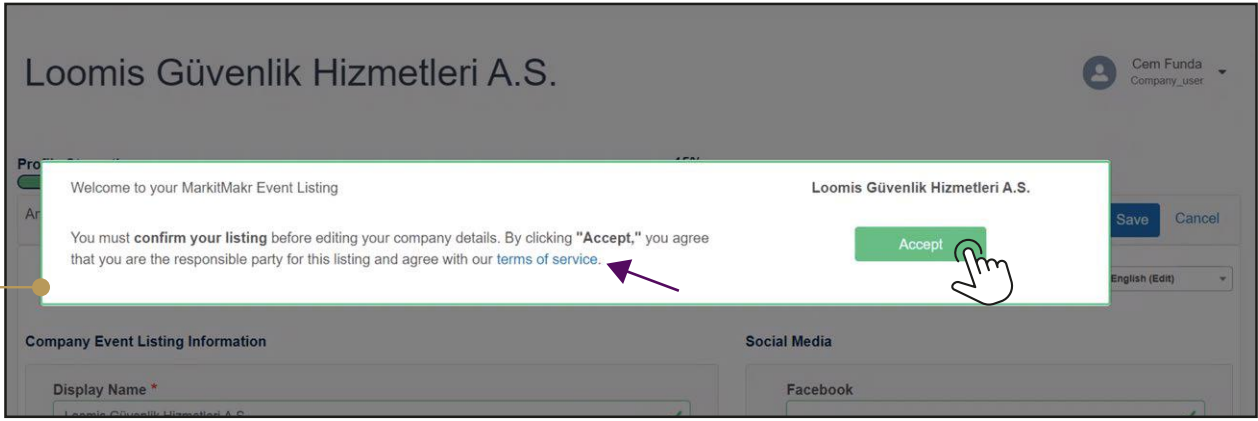 Loomis Güvenlik Hizmetleri A.S.
Cem Funda
Company_user
Welcome to your MarkitMakr Event Listing
Loomis Güvenlik Hizmetleri A.S.
You must confirm your listing before editing your company details. By clicking "Accept," you agree
that you are the responsible party for this listing and agree with our terms of service.
Accept
Save
Cancel
English (Edit)
Company Event Listing Information
Social Media
Display Name *
Facebook
Loomis Güvenlik Hizmetleri A.S.